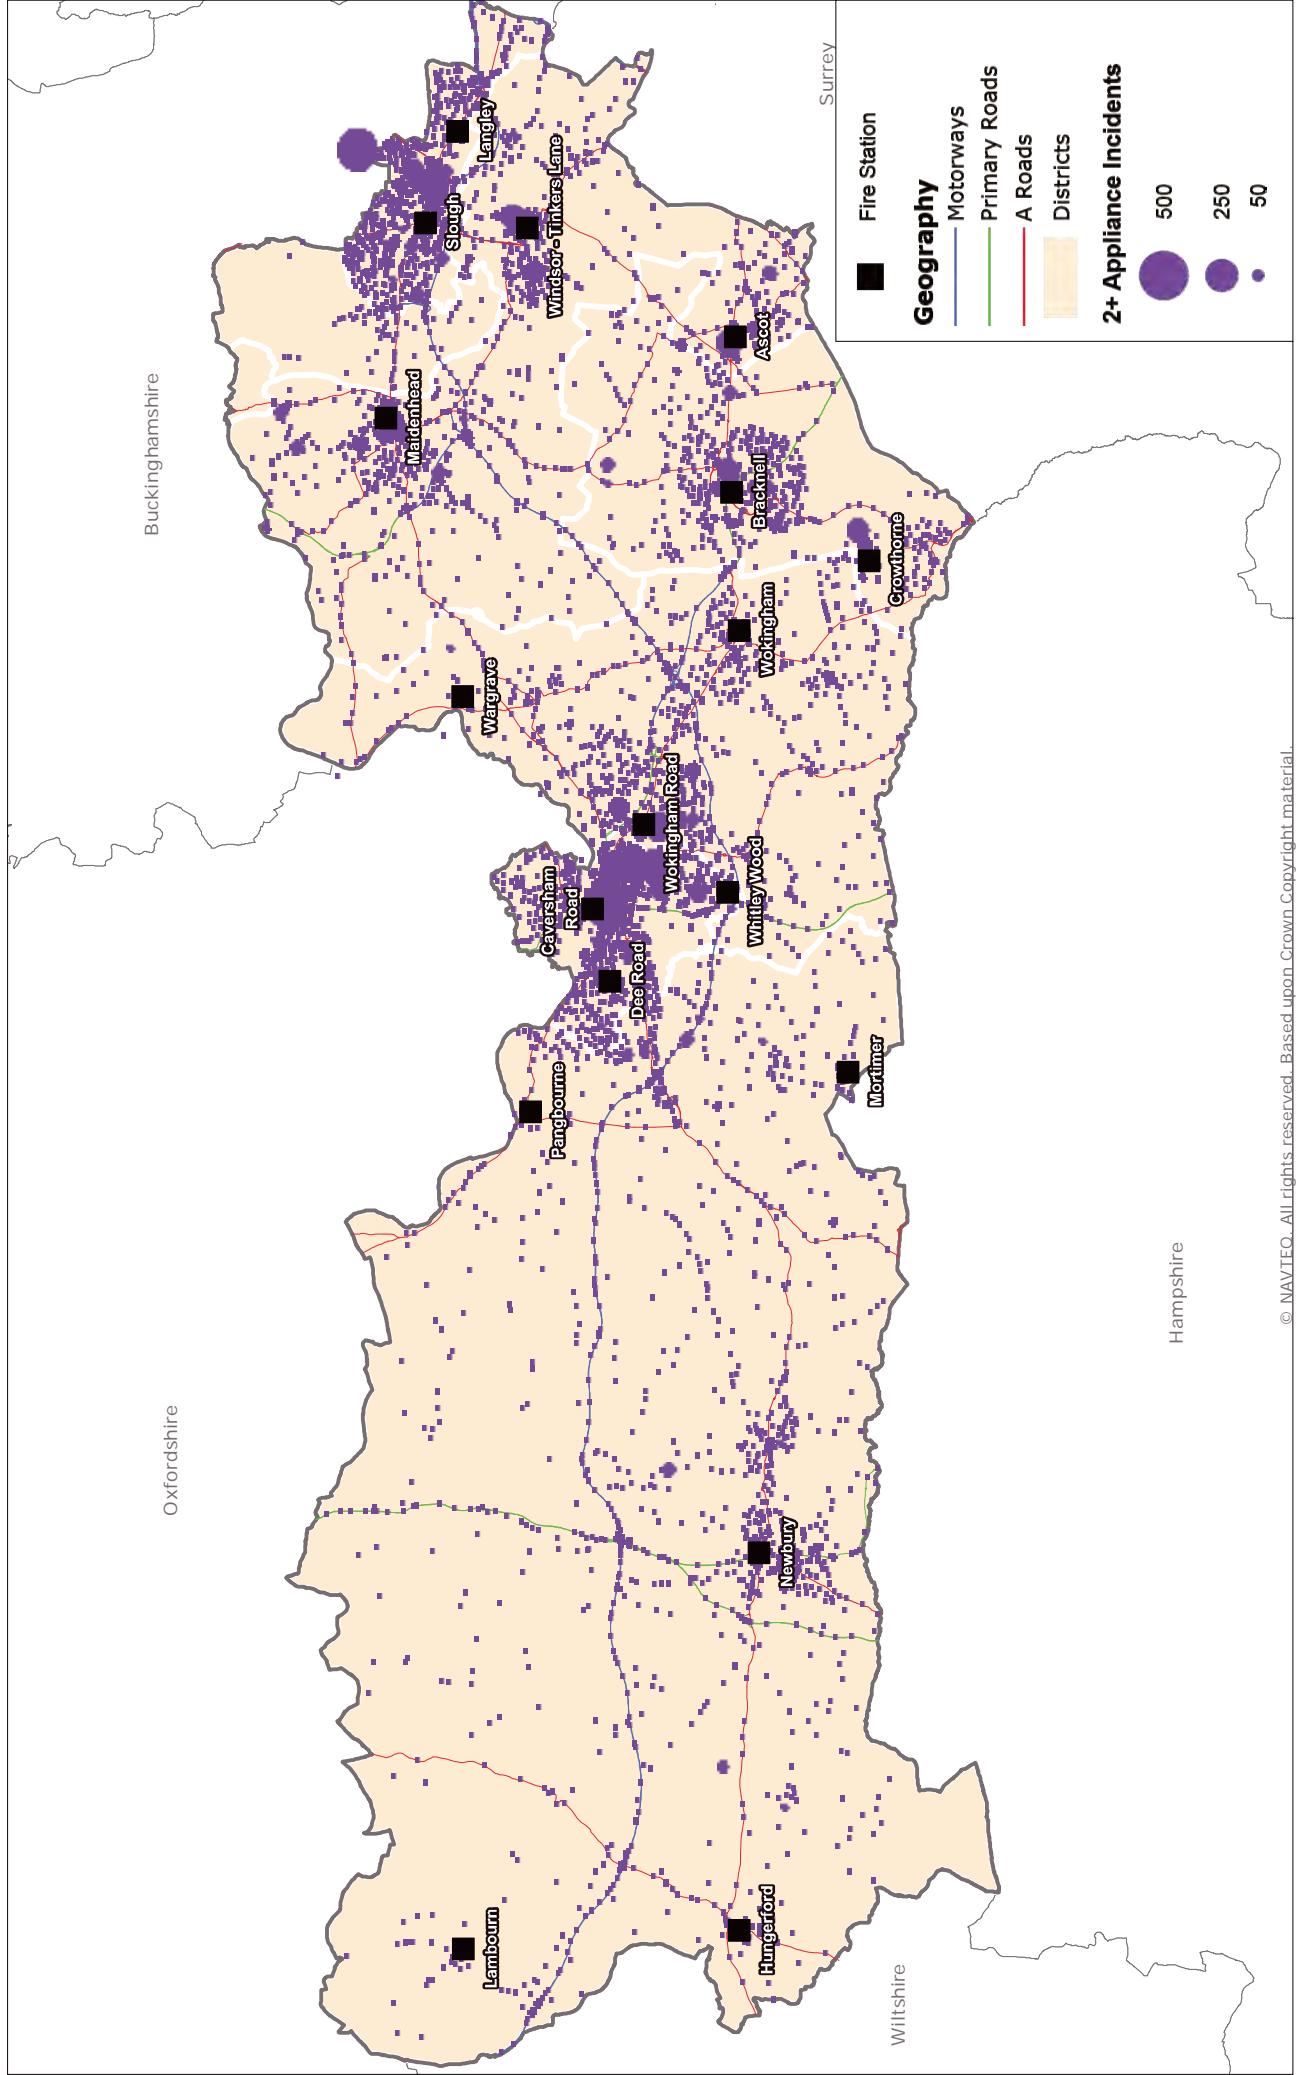 Buckinghamshire
Oxfordshire
Surrey
Hampshire
Wiltshire
Langley
Slough
Windsor - Tinkers Lane
Maidenhead
Ascot
Bracknell
Crowthorne
Wokingham
Wargrave
Wokingham Road
Whitley Wood
Caversham
Road
Dee Road
Mortimer
Pangbourne
Newbury
Hungerford
Lambourn
Fire Station
Geography
Motorways
Primary Roads
A Roads
Districts
2+ Appliance Incidents
500
250
50
© NAVTEQ. All rights reserved. Based upon Crown Copyright material.